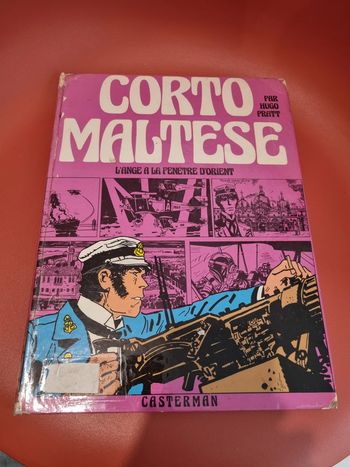 CORTO
MALTESE
PAR
HUGO
PRATT
L'ANGE A LA FENETRE D'ORIENT
CASTERMAN